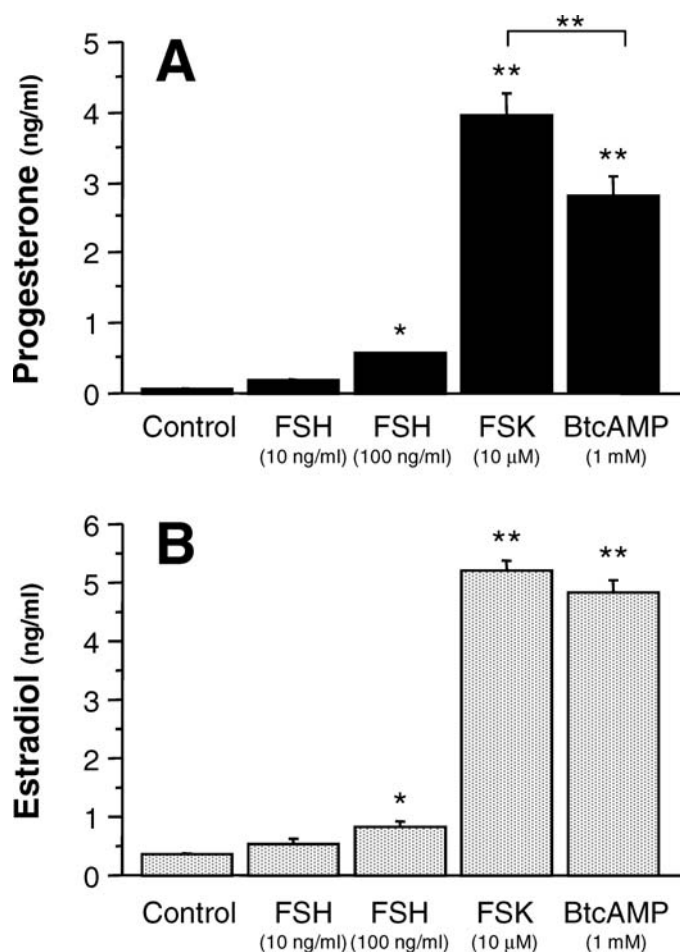 A
Progesterone (ng/ml)
5
4
3
2
1
0
**
**
**
*
Control FSH FSH FSK BtcAMP
(10 ng/ml) (100 ng/ml) (10 µM) (1 mM)
B
Estradiol (ng/ml)
6
5
4
3
2
1
0
**
**
*
Control FSH FSH FSK BtcAMP
(10 ng/ml) (100 ng/ml) (10 µM) (1 mM)